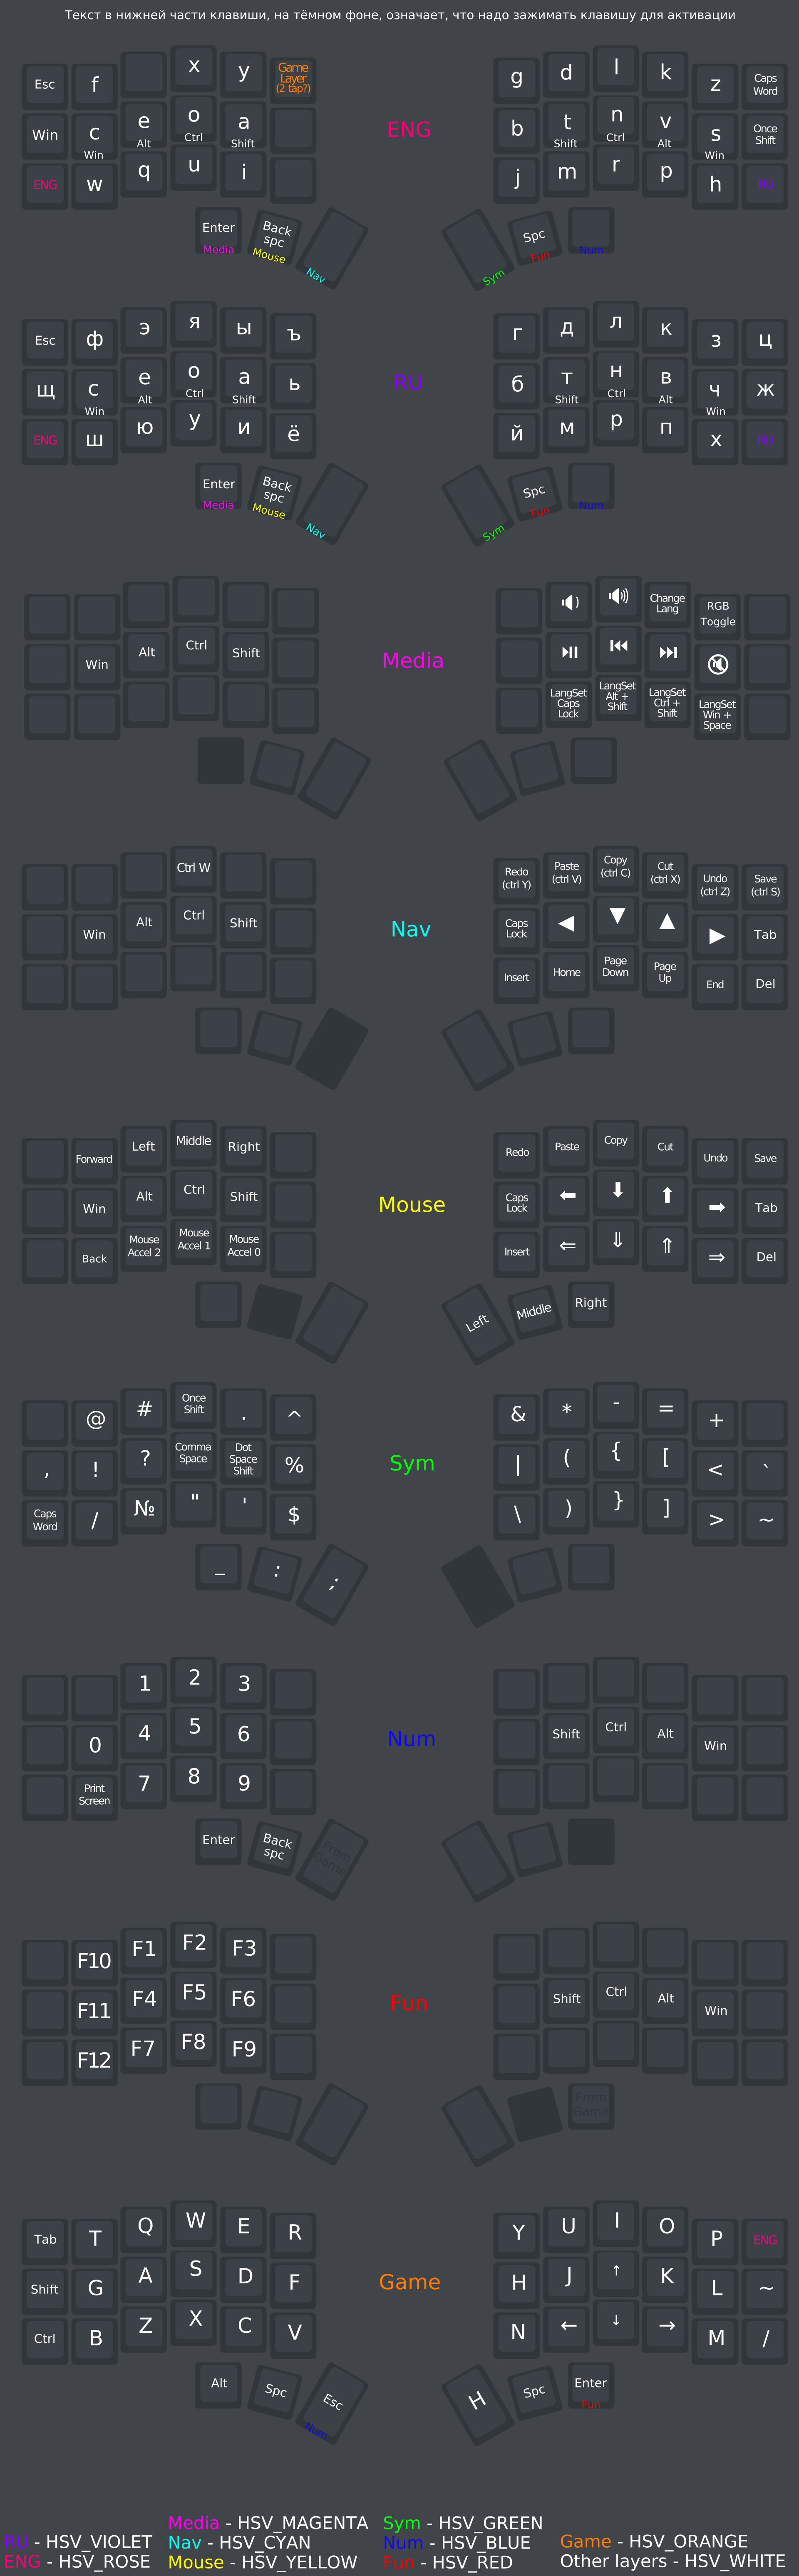 Текст в нижней части клавиши, на тёмном фоне, означает, что надо зажимать клавишу для активации
Esc f x y Game Layer (2 tap?) g d l k z Caps Word
Win c Win e Alt o Ctrl a Shift ENG b t Shift n Ctrl v Alt s Win Once Shift
ENG w q u i j m r p h RU
Enter Media Back spc Mouse Nav Sym Spc Fun Num
Esc ф э я ы ъ г д л к з ц
щ с Win е Alt о Ctrl а Shift ь RU б т Shift н Ctrl в Alt ч Win ж
ENG ш ю у и ё й м р п х RU
Enter Media Back spc Mouse Nav Sym Spc Fun Num
Change Lang RGB Toggle
Win Alt Ctrl Shift Media
LangSet Caps Lock LangSet Alt + Shift LangSet Ctrl + Shift LangSet Win + Space
Ctrl W Redo (ctrl Y) Paste (ctrl V) Copy (ctrl C) Cut (ctrl X) Undo (ctrl Z) Save (ctrl S)
Win Alt Ctrl Shift Nav Caps Lock ◀ ▼ ▲ ▶ Tab
Insert Home Page Down Page Up End Del
Forward Left Middle Right Redo Paste Copy Cut Undo Save
Win Alt Ctrl Shift Mouse Caps Lock ⬅ ⬇ ⬆ ➡ Tab
Back Mouse Accel 2 Mouse Accel 1 Mouse Accel 0 Insert ⇐ ⇓ ⇑ ⇒ Del
Left Middle Right
@ # Once Shift . ^ & * - = +
, ! ? Comma Space Dot Space Shift % Sym | ( { [ < `
Caps Word / № " ' $ \ ) } ] > ~
_ : ;
1 2 3
0 4 5 6 Num Shift Ctrl Alt Win
Print Screen 7 8 9
Enter Back spc From Game
F10 F1 F2 F3
F11 F4 F5 F6 Fun Shift Ctrl Alt Win
F12 F7 F8 F9
From Game
Tab T Q W E R Y U I O P ENG
Shift G A S D F Game H J ↑ K L ~
Ctrl B Z X C V N ← ↓ → M /
Alt Spc Esc Num H Spc Enter Fun
RU - HSV_VIOLET
ENG - HSV_ROSE
Media - HSV_MAGENTA
Nav - HSV_CYAN
Mouse - HSV_YELLOW
Sym - HSV_GREEN
Num - HSV_BLUE
Fun - HSV_RED
Game - HSV_ORANGE
Other layers - HSV_WHITE